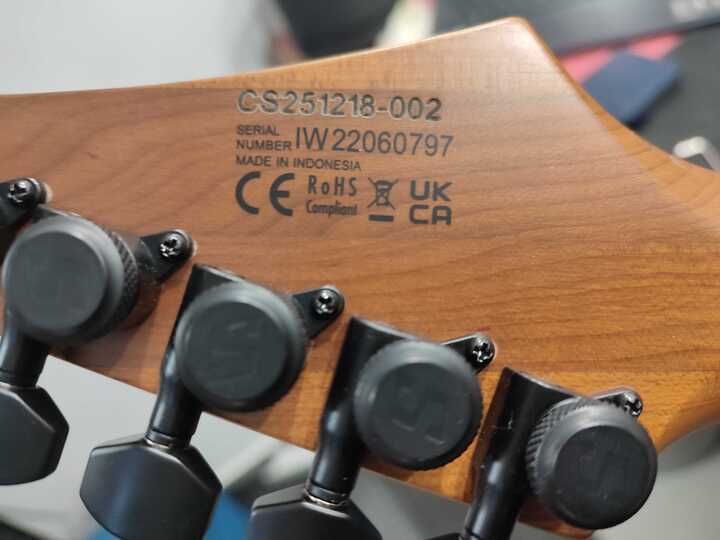 CS251218-002
SERIAL
NUMBER IW22060797
MADE IN INDONESIA
CE RoHS Compliant UK CA